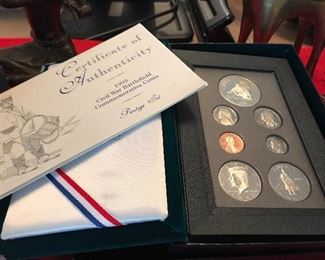 Certificate of
Authenticity
1995
Civil War Battlefield
Commemorative Coins
Prestige Set